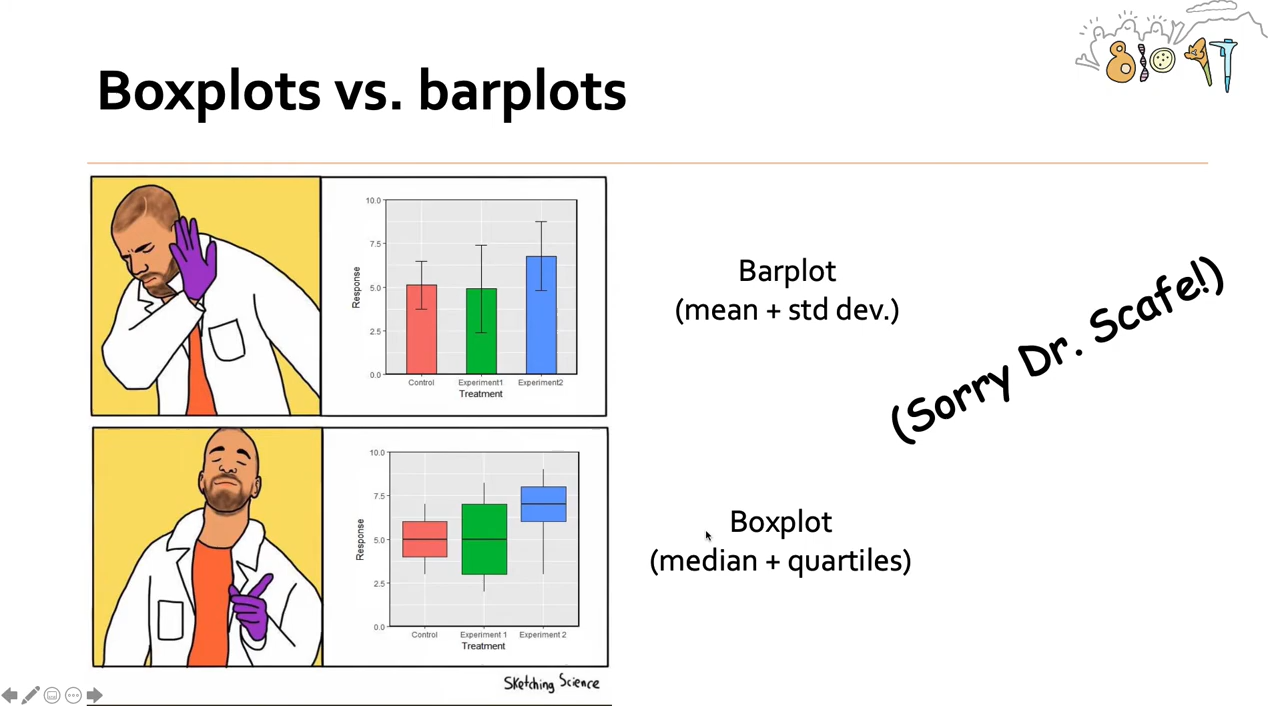 BIO AT
Boxplots vs. barplots
10.0
7.5
5.0
2.5
0.0
Response
Control Experiment1 Experiment2
Treatment
Barplot
(mean + std dev.)
(Sorry Dr. Scafe!)
10.0
7.5
5.0
2.5
0.0
Response
Control Experiment 1 Experiment 2
Treatment
Boxplot
(median + quartiles)
Sketching Science